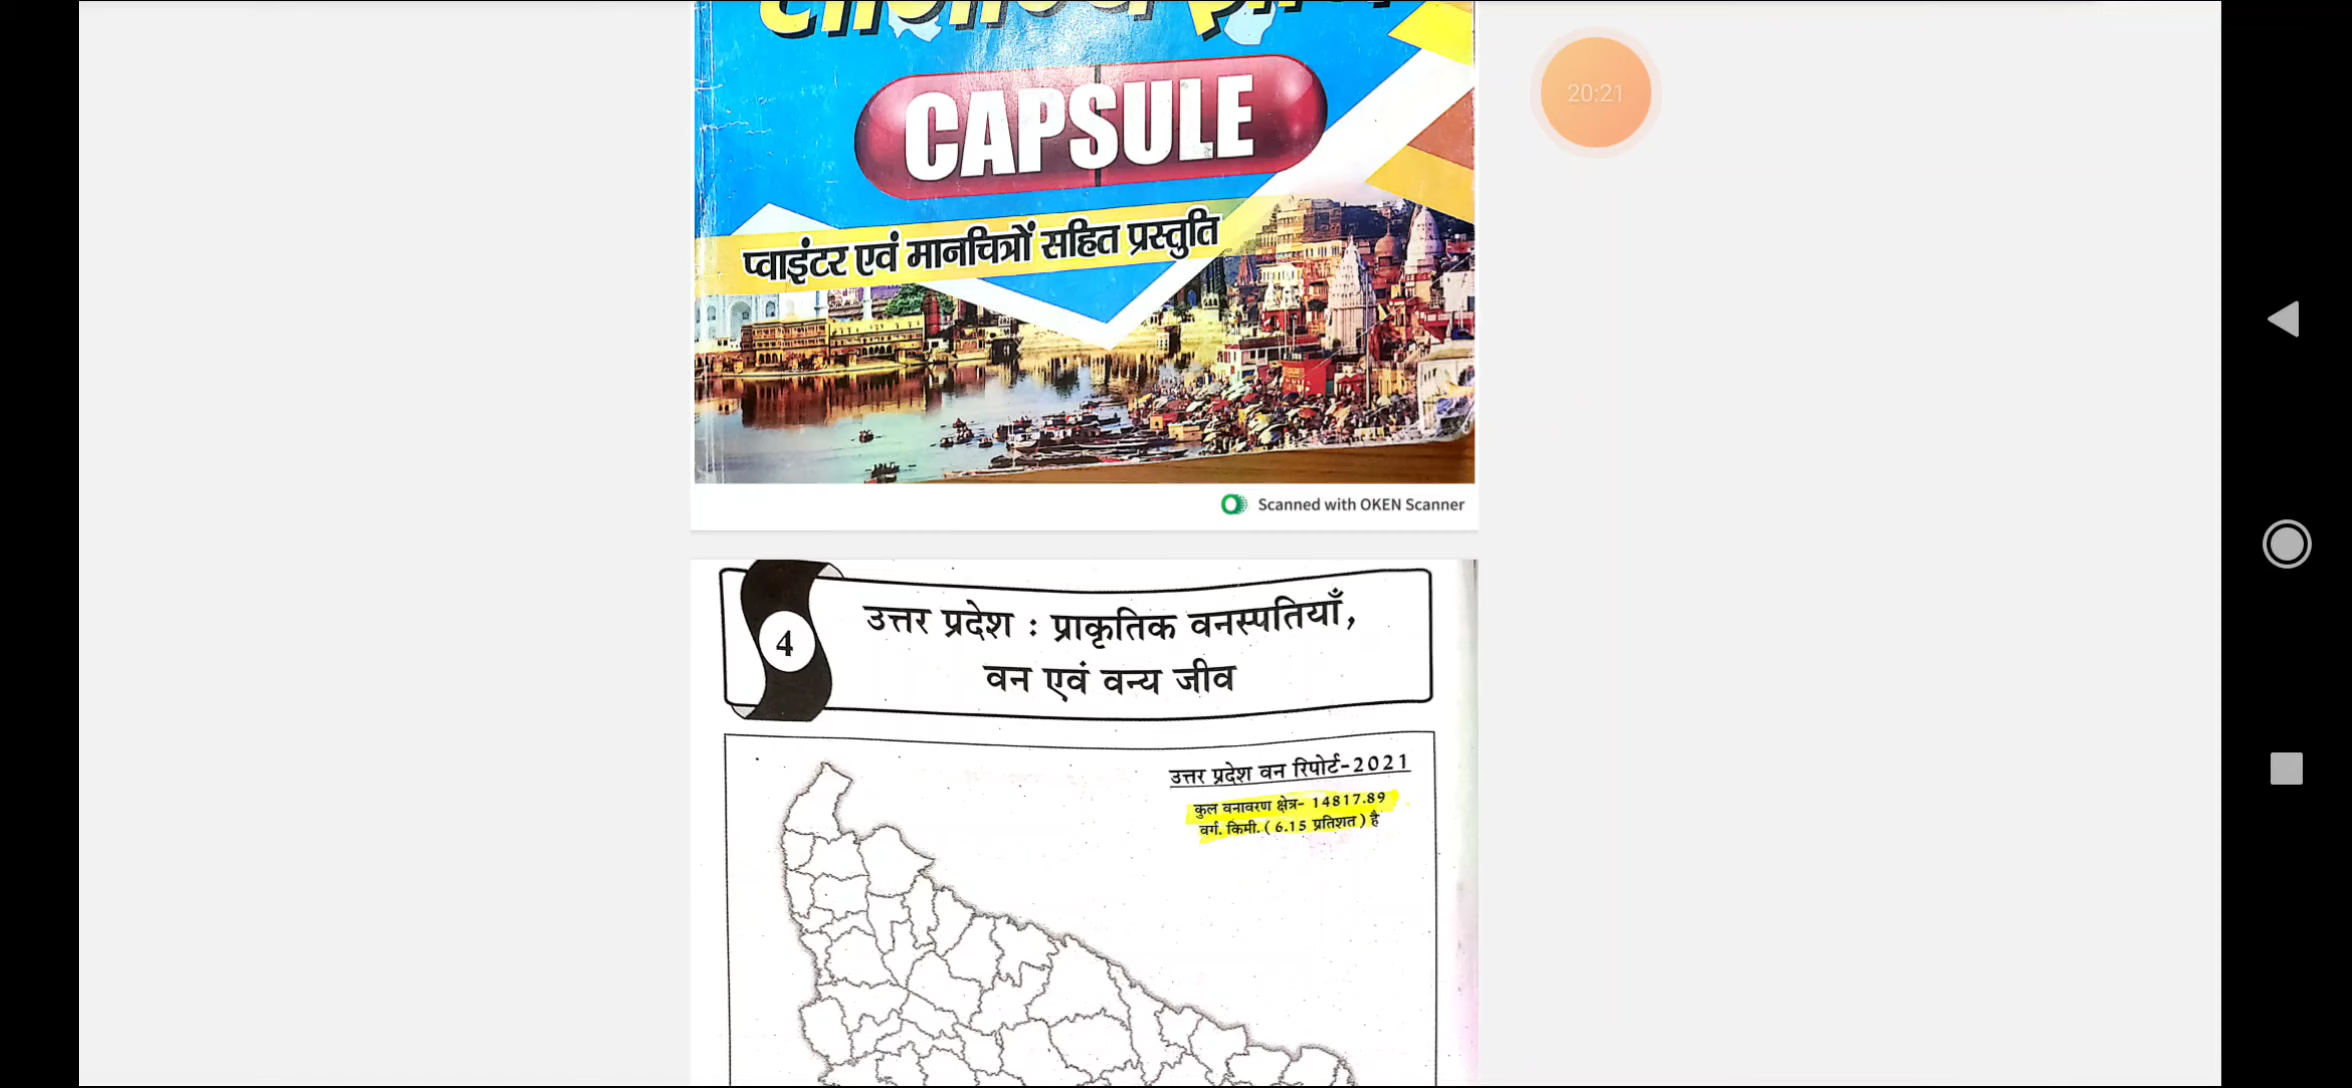 CAPSULE
20:21
प्वाइंटर एवं मानचित्रों सहित प्रस्तुति
Scanned with OKEN Scanner
4
उत्तर प्रदेश : प्राकृतिक वनस्पतियाँ,
वन एवं वन्य जीव
उत्तर प्रदेश वन रिपोर्ट-2021
कुल वनावरण क्षेत्र- 14817.89
वर्ग. किमी. ( 6.15 प्रतिशत ) है